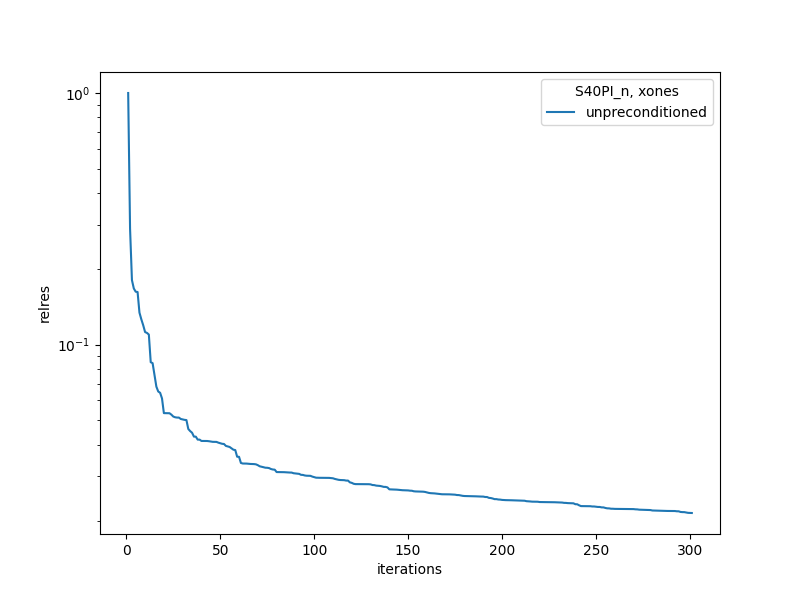 S40PI_n, xones
unpreconditioned
10⁰
10⁻¹
relres
0 50 100 150 200 250 300
iterations